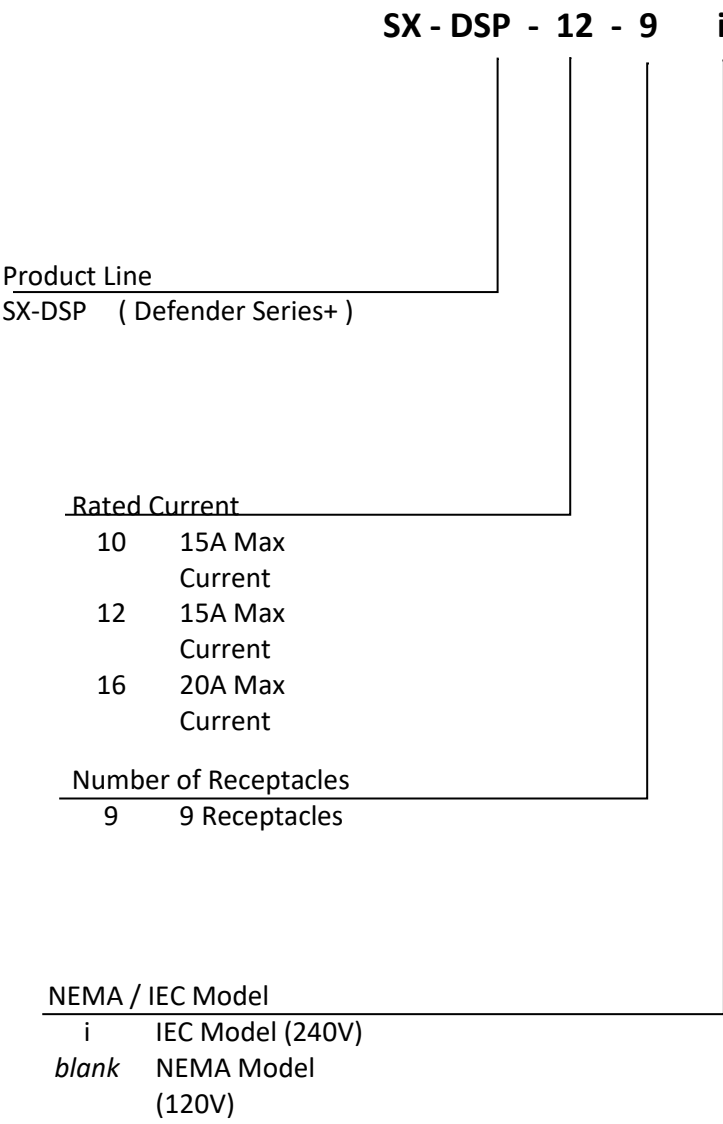 SX - DSP - 12 - 9 i
Product Line
SX-DSP ( Defender Series+ )
Rated Current
10 15A Max
Current
12 15A Max
Current
16 20A Max
Current
Number of Receptacles
9 9 Receptacles
NEMA / IEC Model
i IEC Model (240V)
blank NEMA Model
(120V)